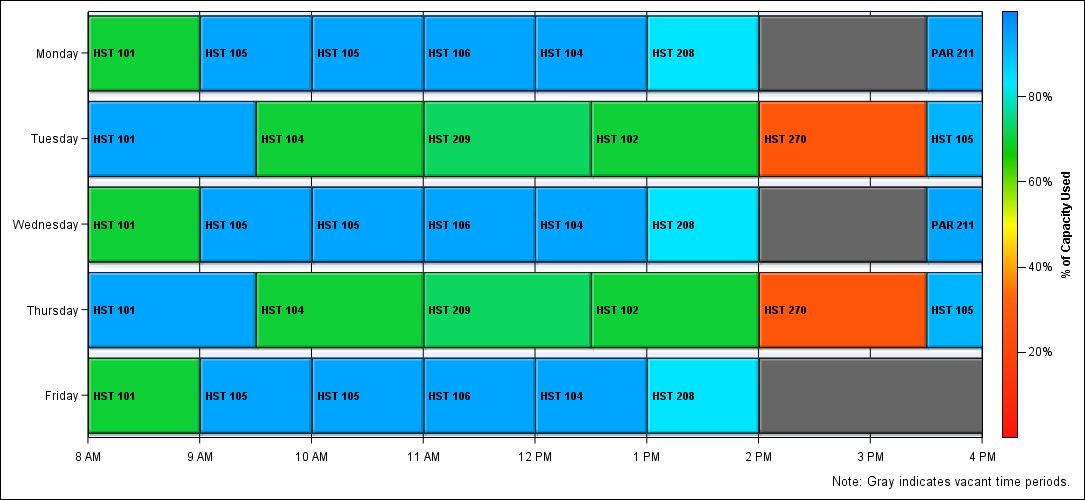 Monday HST 101 HST 105 HST 105 HST 106 HST 104 HST 208 PAR 211
Tuesday HST 101 HST 104 HST 209 HST 102 HST 270 HST 105
Wednesday HST 101 HST 105 HST 105 HST 106 HST 104 HST 208 PAR 211
Thursday HST 101 HST 104 HST 209 HST 102 HST 270 HST 105
Friday HST 101 HST 105 HST 105 HST 106 HST 104 HST 208
8 AM 9 AM 10 AM 11 AM 12 PM 1 PM 2 PM 3 PM 4 PM
80%
60%
40%
20%
% of Capacity Used
Note: Gray indicates vacant time periods.